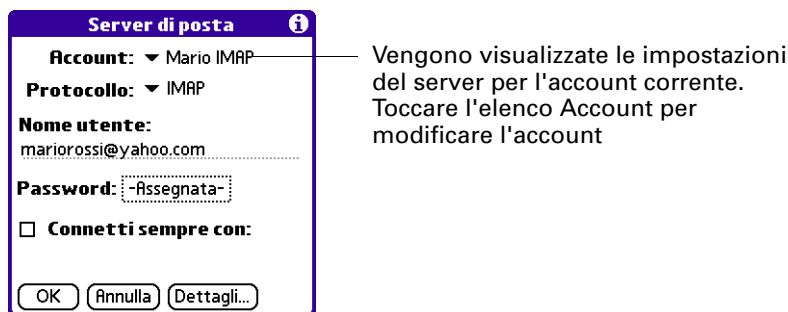 Server di posta
Account: Mario IMAP
Protocollo: IMAP
Nome utente:
mariorossi@yahoo.com
Password: -Assegnata-
Connetti sempre con:
OK Annulla Dettagli...
Vengono visualizzate le impostazioni
del server per l'account corrente.
Toccare l'elenco Account per
modificare l'account